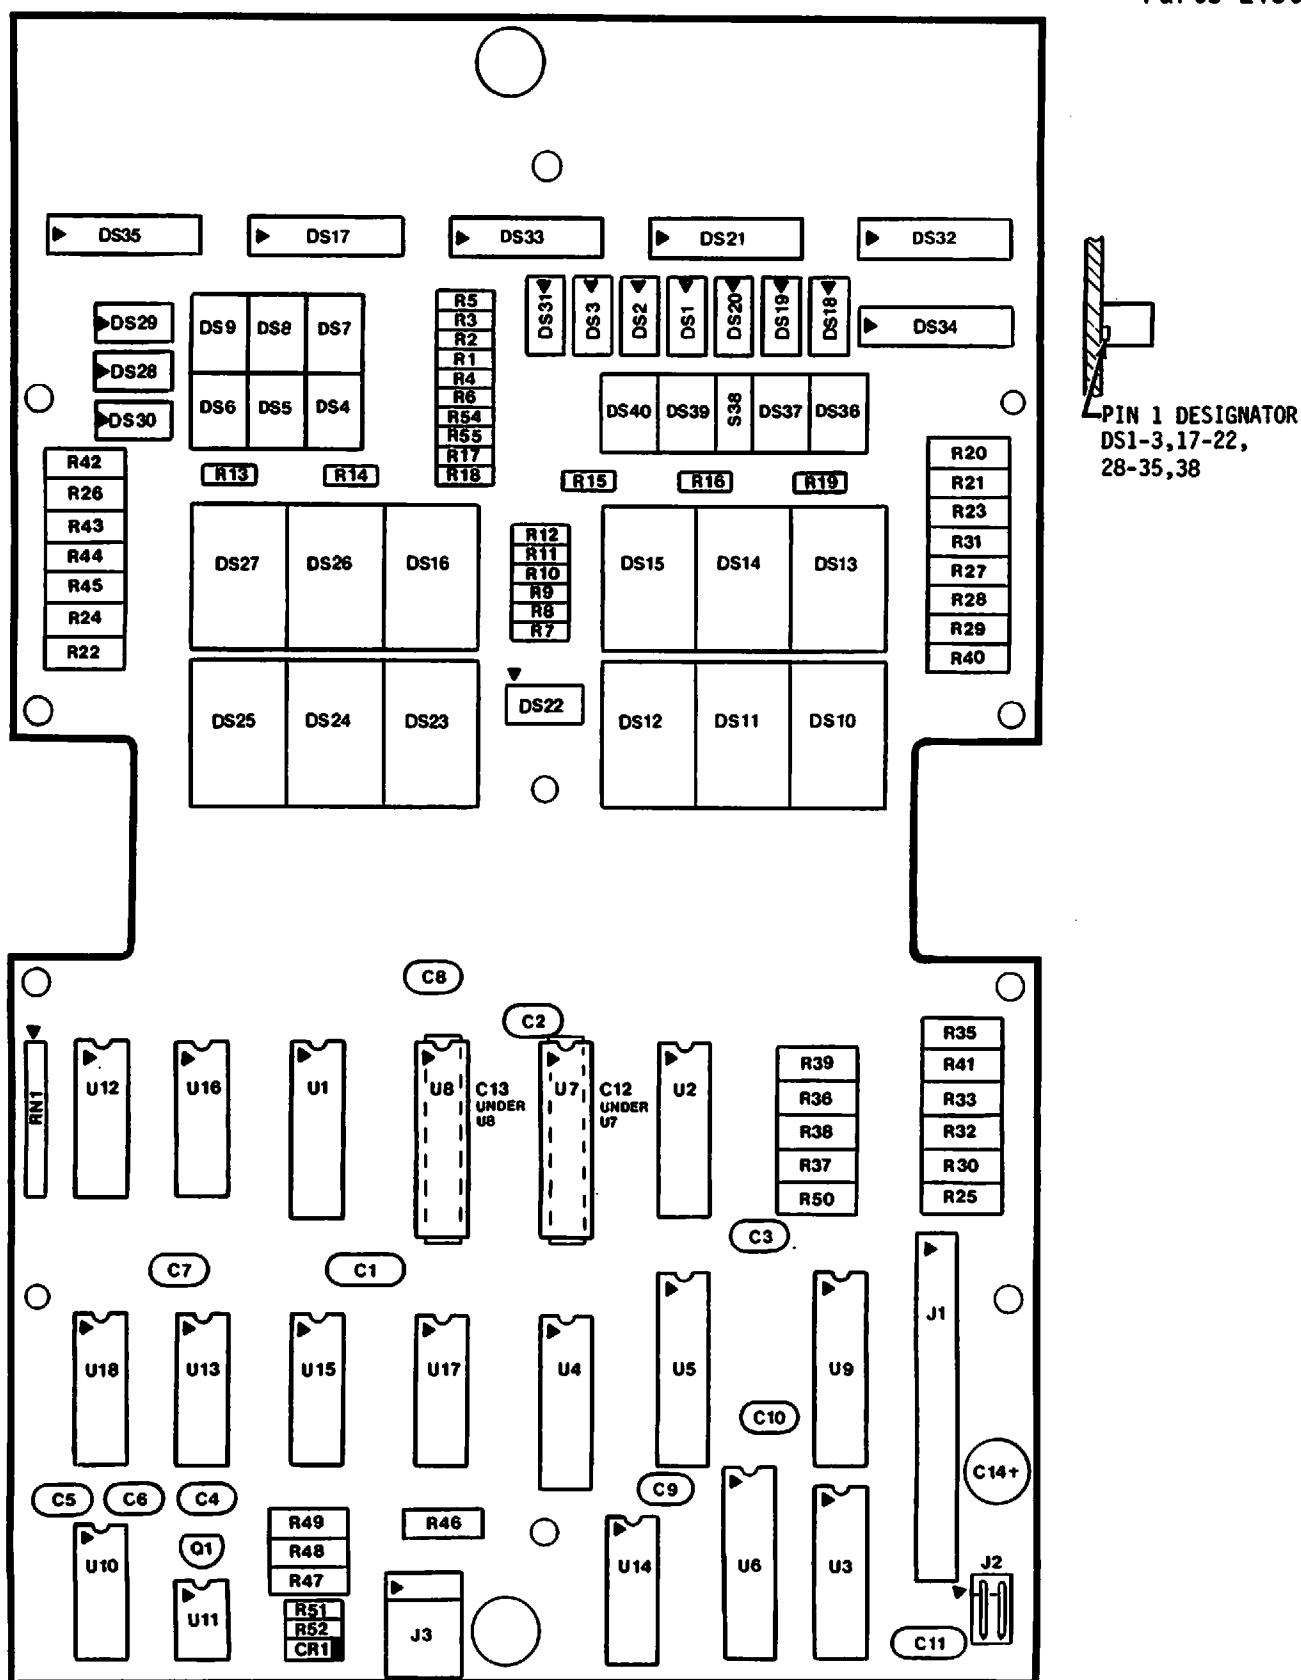 DS35 DS17 DS33 DS21 DS32
DS29
DS28
DS30
DS9 DS8 DS7
DS6 DS5 DS4
R5
R3
R2
R1
R4
R6
R54
R55
R17
R18
DS31 DS3 DS2 DS1 DS20 DS19 DS18
DS34
DS40 DS39 S38 DS37 DS36
PIN 1 DESIGNATOR
DS1-3,17-22,
28-35,38
R42
R26
R43
R44
R45
R24
R22
R13 R14
R15 R16 R19
R20
R21
R23
R31
R27
R28
R29
R40
DS27 DS26 DS16
R12
R11
R10
R9
R8
R7
DS15 DS14 DS13
DS25 DS24 DS23
DS22
DS12 DS11 DS10
C8
C2
RN1
U12 U16 U1 U8
C13
UNDER
U8
U7
C12
UNDER
U7
U2
R39
R36
R38
R37
R50
R35
R41
R33
R32
R30
R25
C3
C7 C1
J1
U18 U13 U15 U17 U4 U5 U9
C10
C14+
C5 C6 C4
C9
R49
R48
R47
R46
U10
Q1
U11
R51
R52
CR1
J3
U14 U6 U3
J2
C11